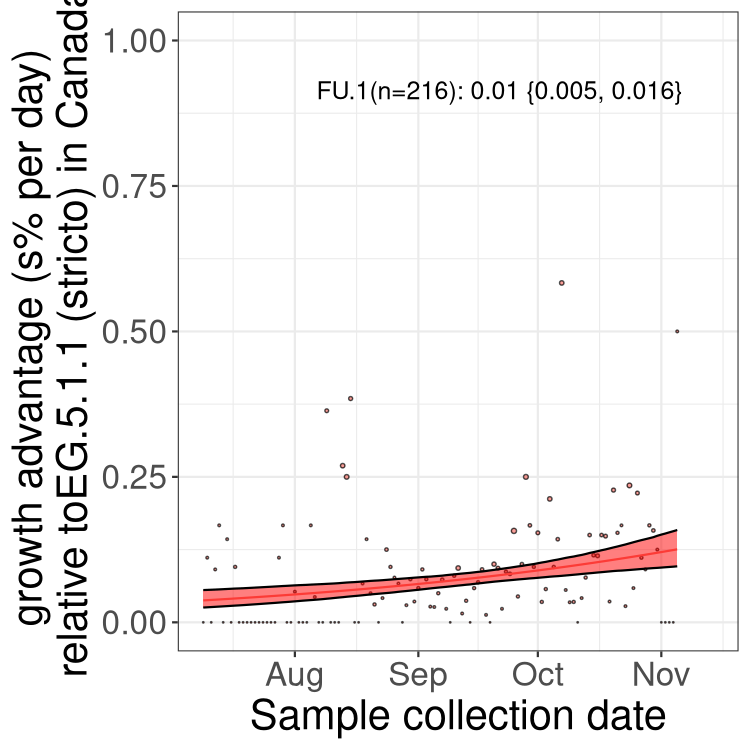 growth advantage (s% per day)
relative toEG.5.1.1 (stricto) in Canada
1.00
0.75
0.50
0.25
0.00
FU.1(n=216): 0.01 {0.005, 0.016}
Aug Sep Oct Nov
Sample collection date